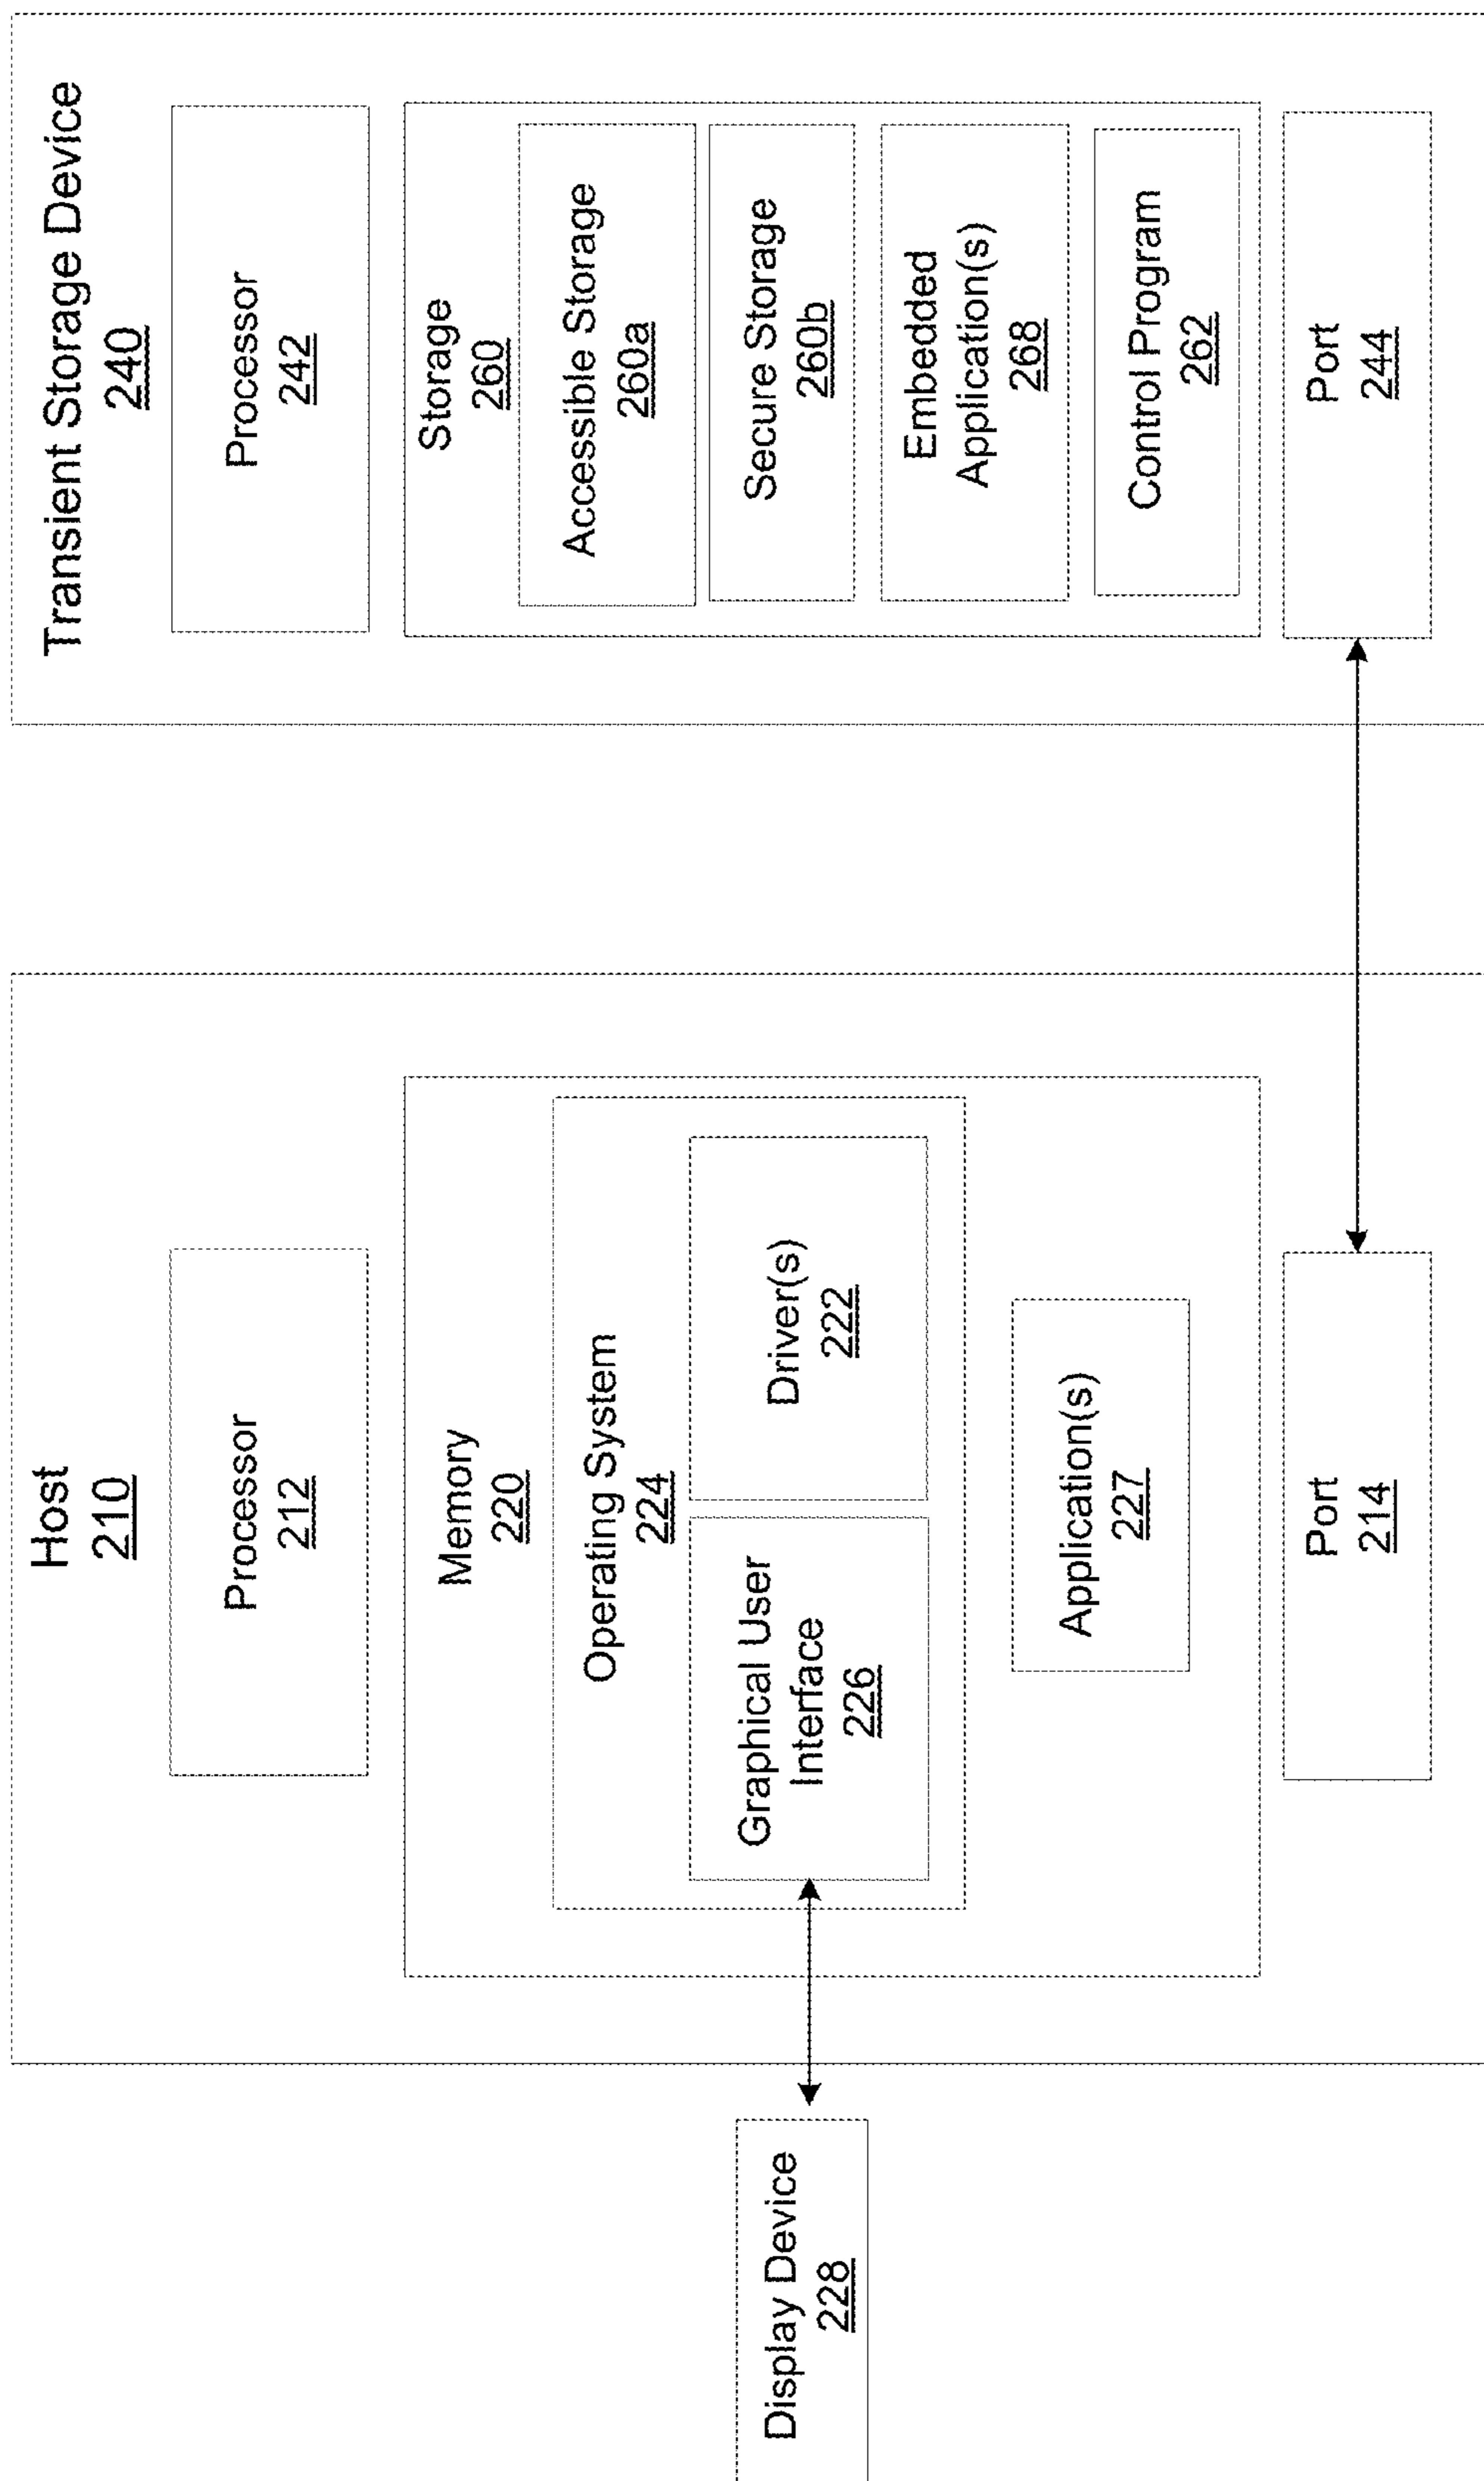 Display Device
228
Host
210
Processor
212
Memory
220
Operating System
224
Graphical User
Interface
226
Driver(s)
222
Application(s)
227
Port
214
Transient Storage Device
240
Processor
242
Storage
260
Accessible Storage
260a
Secure Storage
260b
Embedded
Application(s)
268
Control Program
262
Port
244